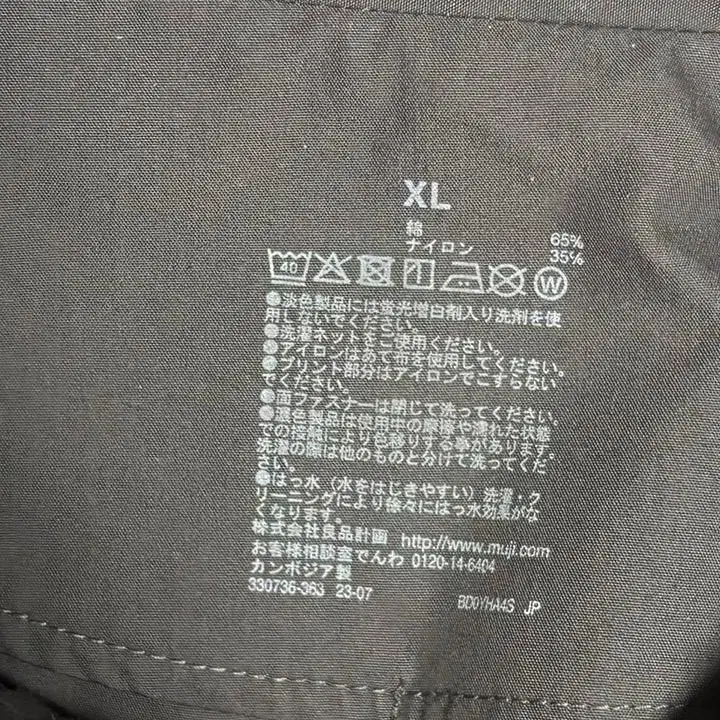 XL
綿 65%
ナイロン 35%
40 W
●淡色製品には蛍光増白剤入り洗剤を使
用しないでください。
●洗濯ネットをご使用ください。
●アイロンはあて布を使用してください。
●プリント部分はアイロンでこすらない
でください。
●面ファスナーは閉じて洗ってください。
●濃色製品は使用中の摩擦や濡れた状態
での接触により色移りする事があります。
洗濯の際は他のものと分けて洗ってくだ
さい。
●はっ水（水をはじきやすい）洗濯・ク
リーニングにより徐々にはっ水効果がな
くなります。
株式会社良品計画 http://www.muji.com
お客様相談室でんわ 0120-14-6404
カンボジア製
330736-363 23-07
BD0YHA4S JP